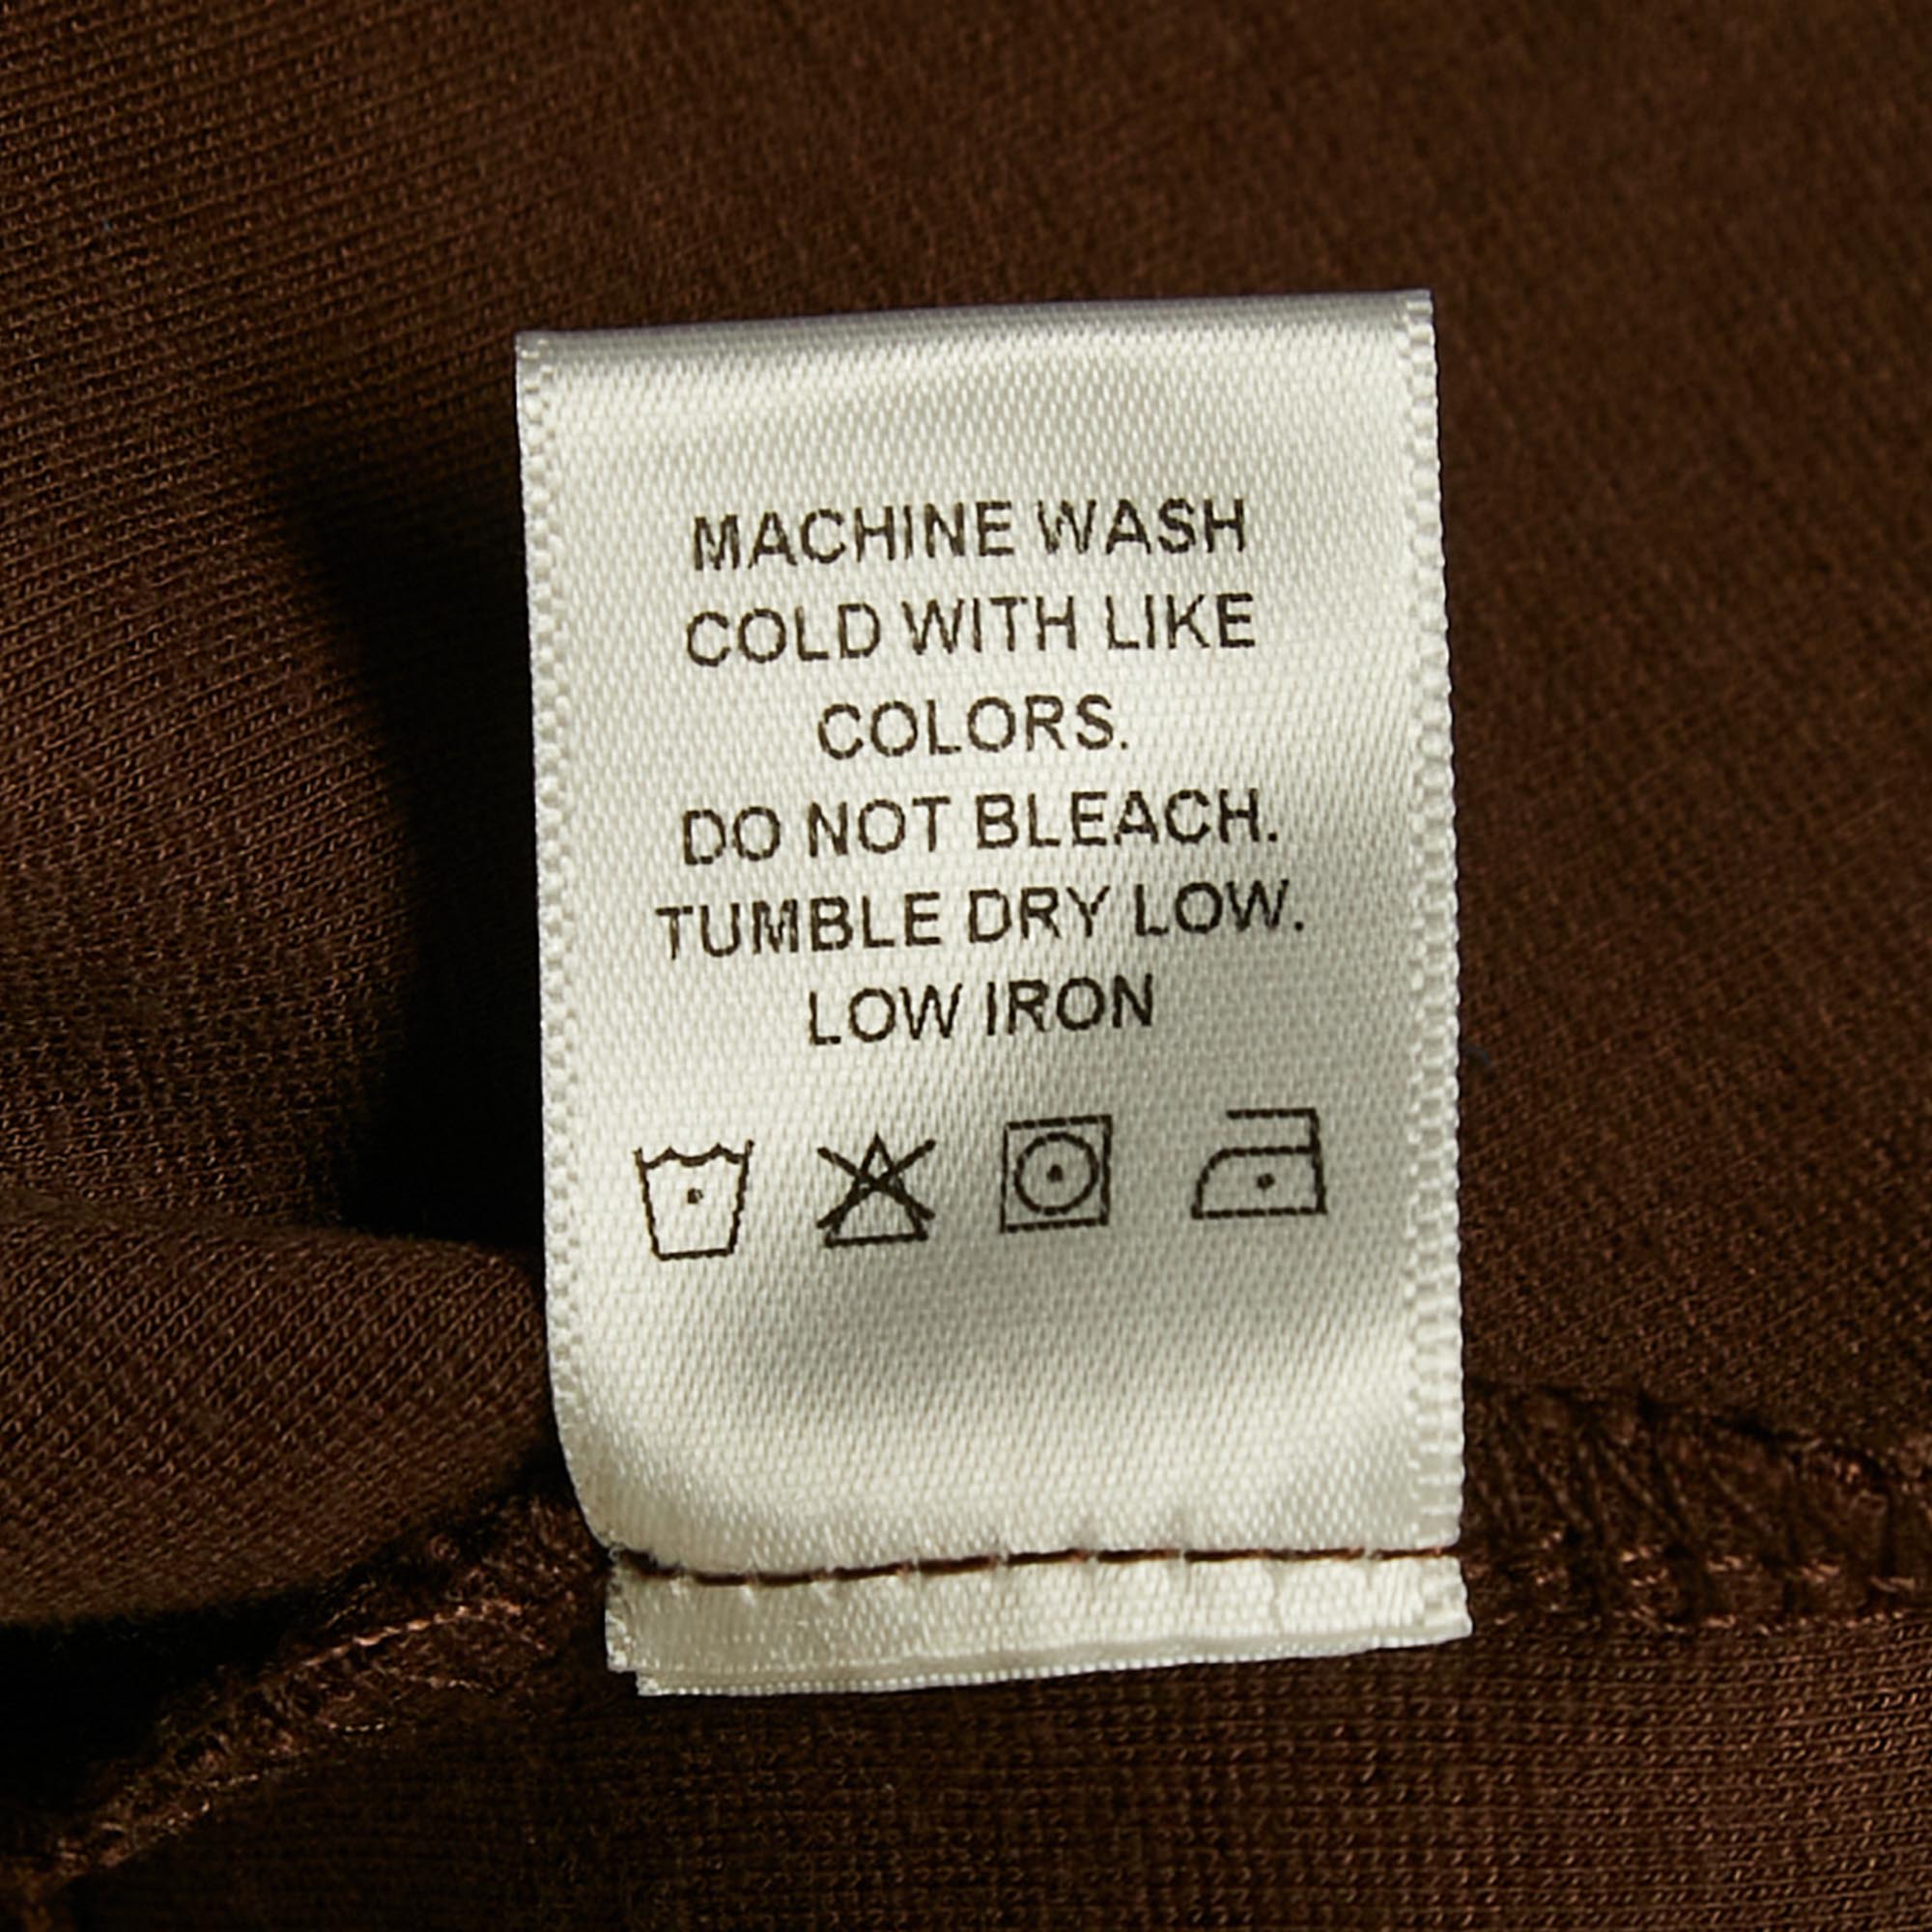 MACHINE WASH
COLD WITH LIKE
COLORS.
DO NOT BLEACH.
TUMBLE DRY LOW.
LOW IRON